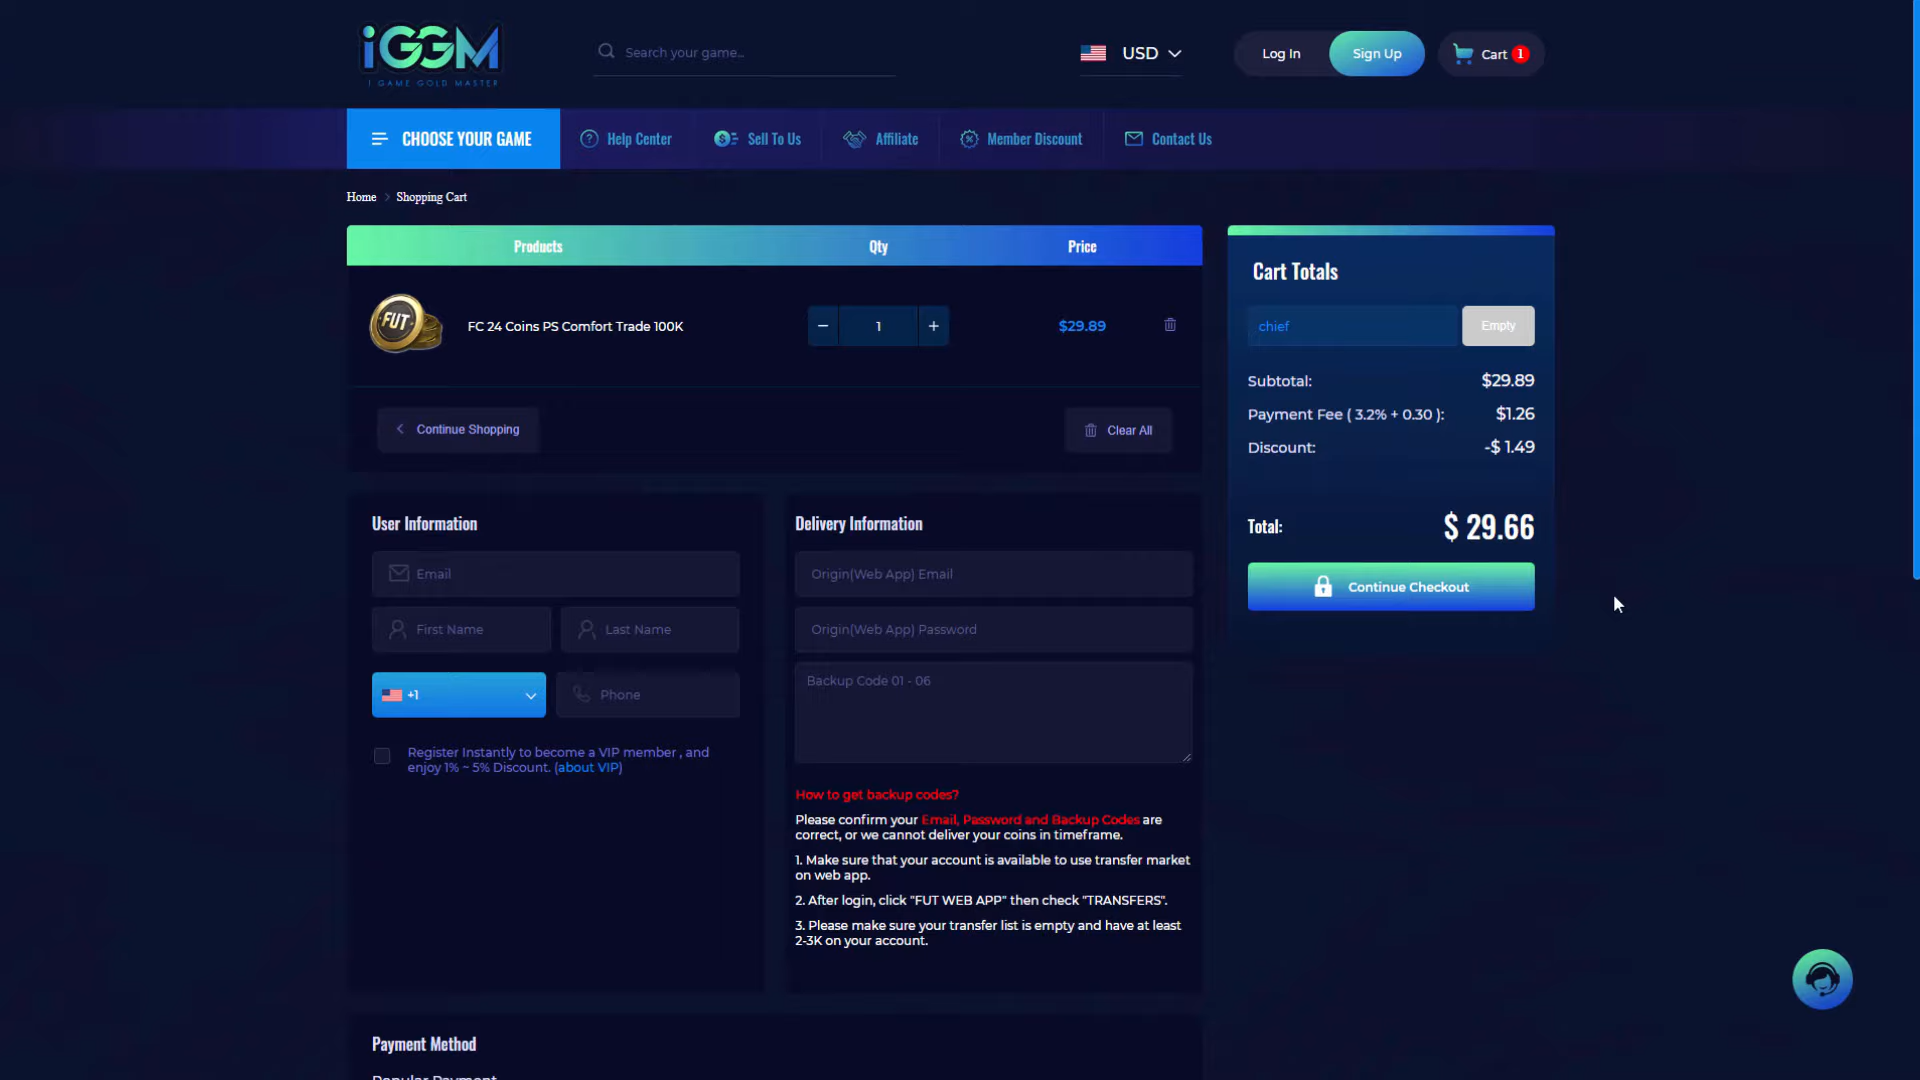 iGGM
I GAME GOLD MASTER
Search your game...
USD
Log In
Sign Up
Cart 1
CHOOSE YOUR GAME
Help Center
Sell To Us
Affiliate
Member Discount
Contact Us
Home > Shopping Cart
Products Qty Price
FUT
FC 24 Coins PS Comfort Trade 100K
− 1 +
$29.89
Continue Shopping
Clear All
Cart Totals
chief
Empty
Subtotal: $29.89
Payment Fee ( 3.2% + 0.30 ): $1.26
Discount: -$ 1.49
Total: $ 29.66
Continue Checkout
User Information
Email
First Name
Last Name
+1
Phone
Register Instantly to become a VIP member , and
enjoy 1% ~ 5% Discount. (about VIP)
Delivery Information
Origin(Web App) Email
Origin(Web App) Password
Backup Code 01 - 06
How to get backup codes?
Please confirm your Email, Password and Backup Codes are
correct, or we cannot deliver your coins in timeframe.
1. Make sure that your account is available to use transfer market
on web app.
2. After login, click "FUT WEB APP" then check "TRANSFERS".
3. Please make sure your transfer list is empty and have at least
2-3K on your account.
Payment Method
Popular Payment